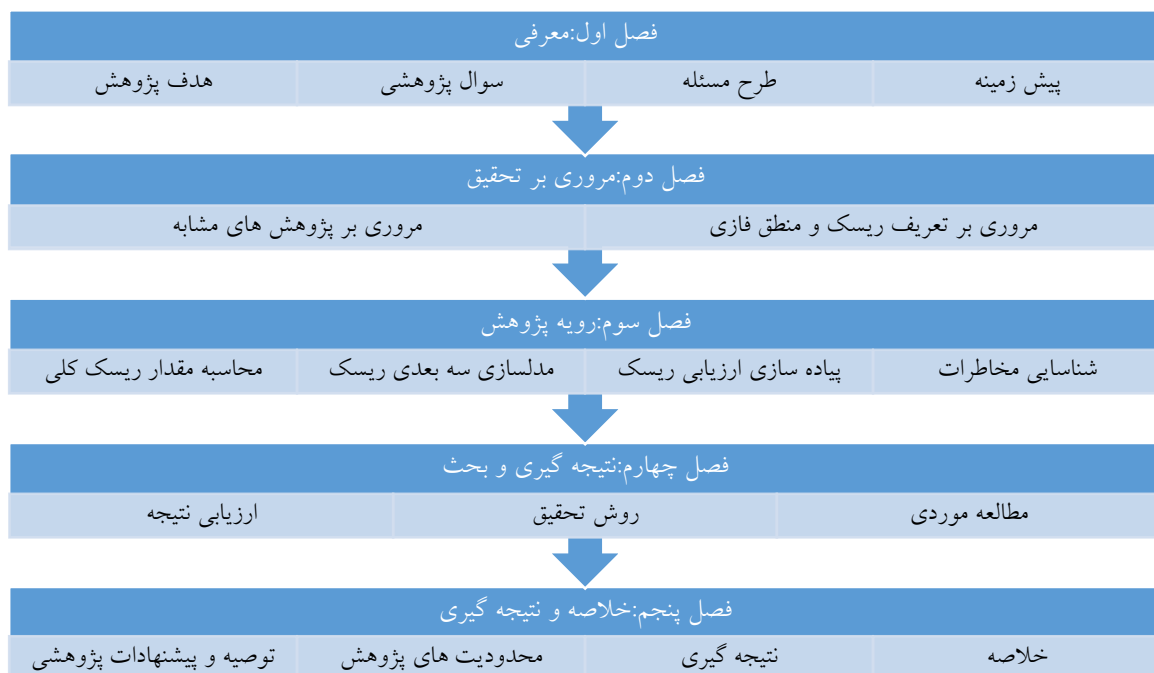 فصل اول:معرفی
پیش زمینه
طرح مسئله
سوال پژوهشی
هدف پژوهش
فصل دوم:مروری بر تحقیق
مروری بر تعریف ریسک و منطق فازی
مروری بر پژوهش های مشابه
فصل سوم:رویه پژوهش
شناسایی مخاطرات
پیاده سازی ارزیابی ریسک
مدلسازی سه بعدی ریسک
محاسبه مقدار ریسک کلی
فصل چهارم:نتیجه گیری و بحث
مطالعه موردی
روش تحقیق
ارزیابی نتیجه
فصل پنجم:خلاصه و نتیجه گیری
خلاصه
نتیجه گیری
محدودیت های پژوهش
توصیه و پیشنهادات پژوهشی